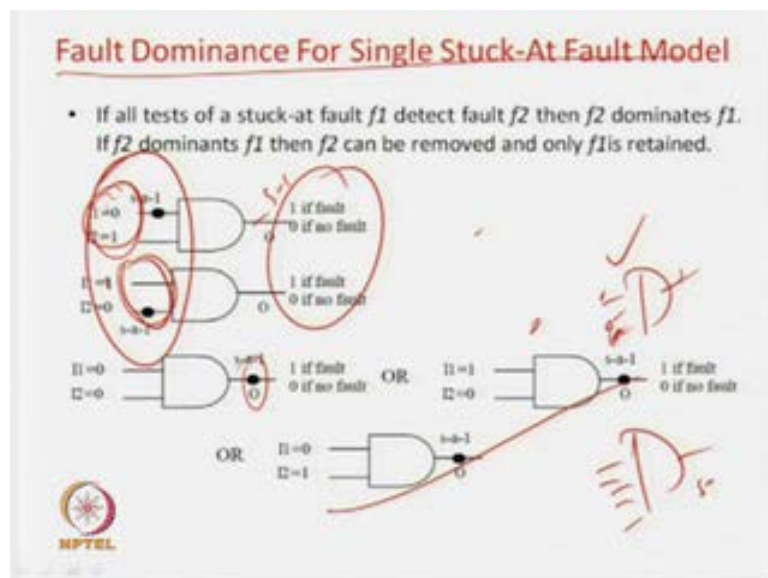 Fault Dominance For Single Stuck-At Fault Model
• If all tests of a stuck-at fault f1 detect fault f2 then f2 dominates f1.
If f2 dominants f1 then f2 can be removed and only f1is retained.
I1=0 s-a-1 1 if fault
I2=1 O 0 if no fault
I1=1 1 if fault
I2=0 O 0 if no fault
s-a-1
I1=0 s-a-1 1 if fault OR I1=1 s-a-1 1 if fault
I2=0 O 0 if no fault I2=0 O 0 if no fault
OR I1=0 s-a-1
I2=1 O
NPTEL